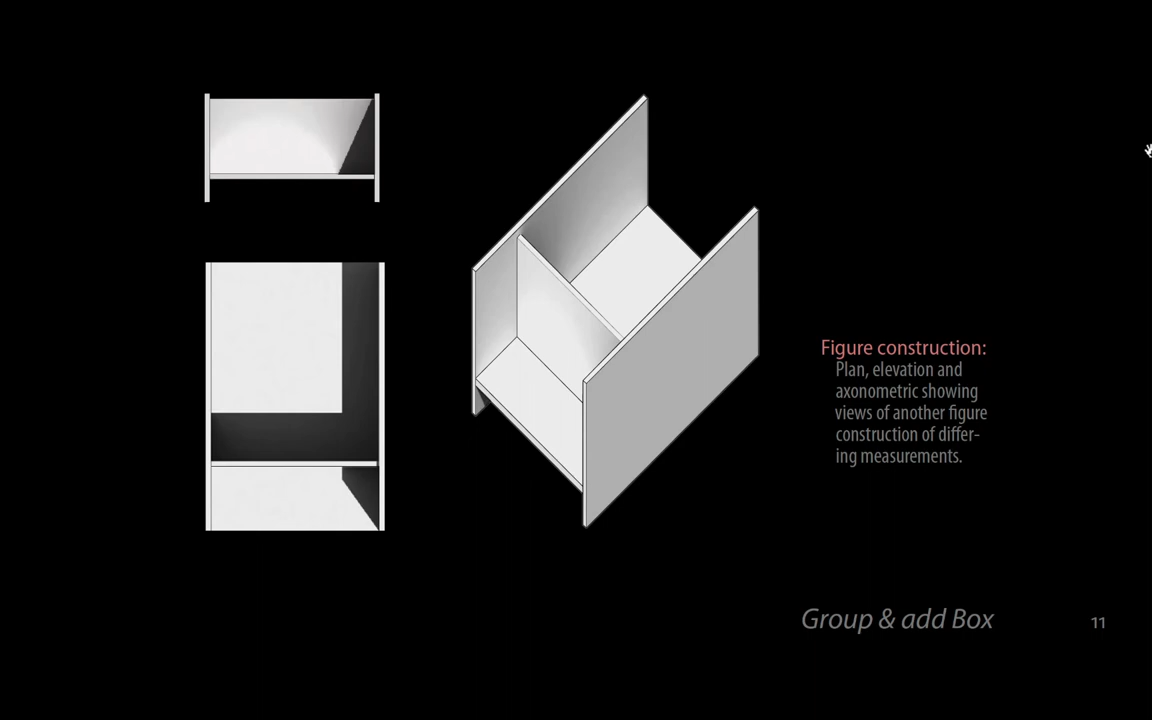 Figure construction:
Plan, elevation and
axonometric showing
views of another figure
construction of differ-
ing measurements.
Group & add Box
11